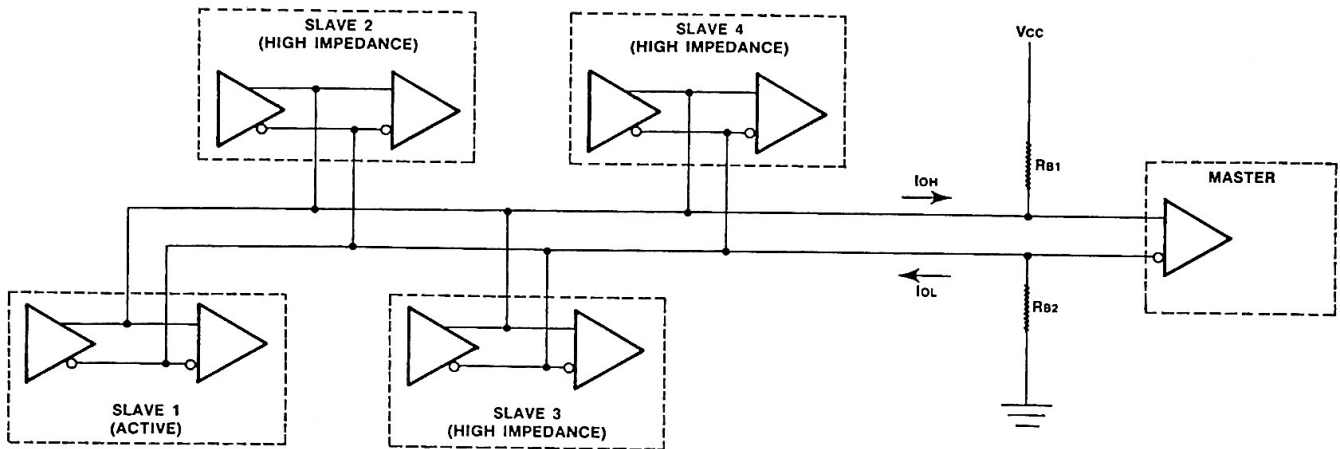 SLAVE 2
(HIGH IMPEDANCE)
SLAVE 4
(HIGH IMPEDANCE)
VCC
RB1
MASTER
IOH
IOL
RB2
SLAVE 1
(ACTIVE)
SLAVE 3
(HIGH IMPEDANCE)